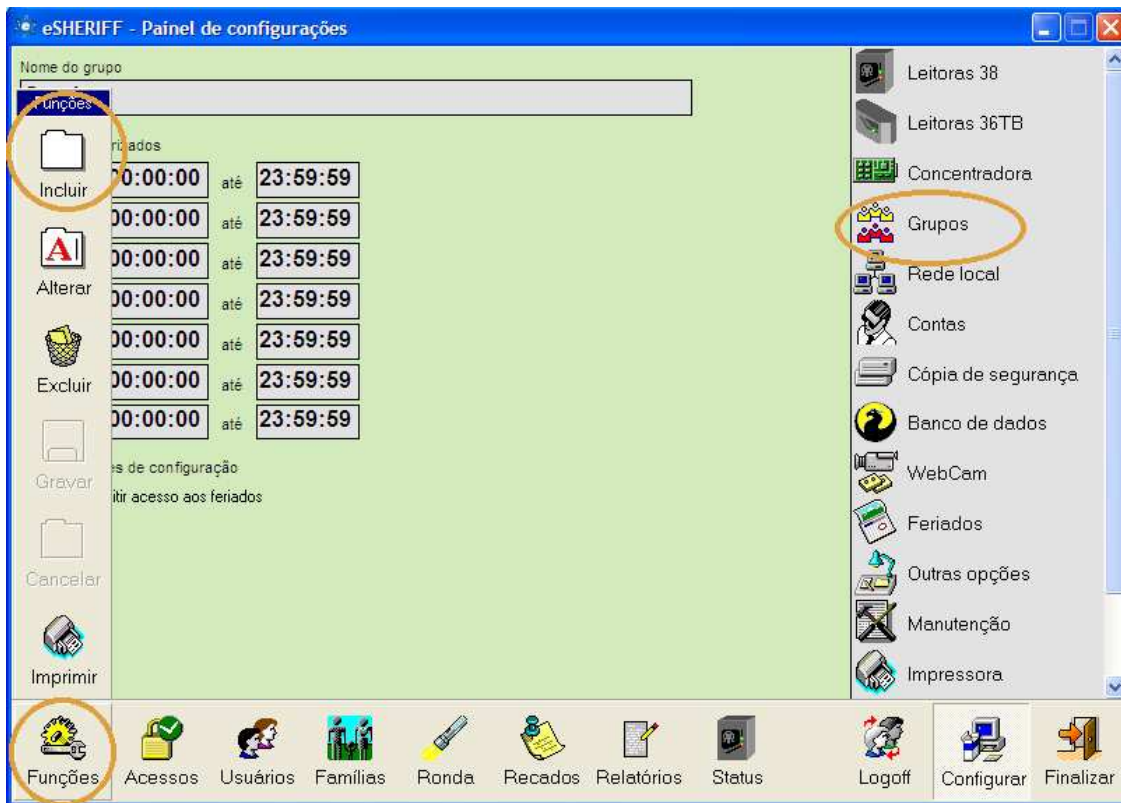 eSHERIFF - Painel de configurações
Nome do grupo
Funções
Incluir
Alterar
Excluir
Gravar
Cancelar
Imprimir
rizados
00:00:00 até 23:59:59
00:00:00 até 23:59:59
00:00:00 até 23:59:59
00:00:00 até 23:59:59
00:00:00 até 23:59:59
00:00:00 até 23:59:59
00:00:00 até 23:59:59
es de configuração
itir acesso aos feriados
Leitoras 38
Leitoras 36TB
Concentradora
Grupos
Rede local
Contas
Cópia de segurança
Banco de dados
WebCam
Feriados
Outras opções
Manutenção
Impressora
Funções Acessos Usuários Famílias Ronda Recados Relatórios Status Logoff Configurar Finalizar